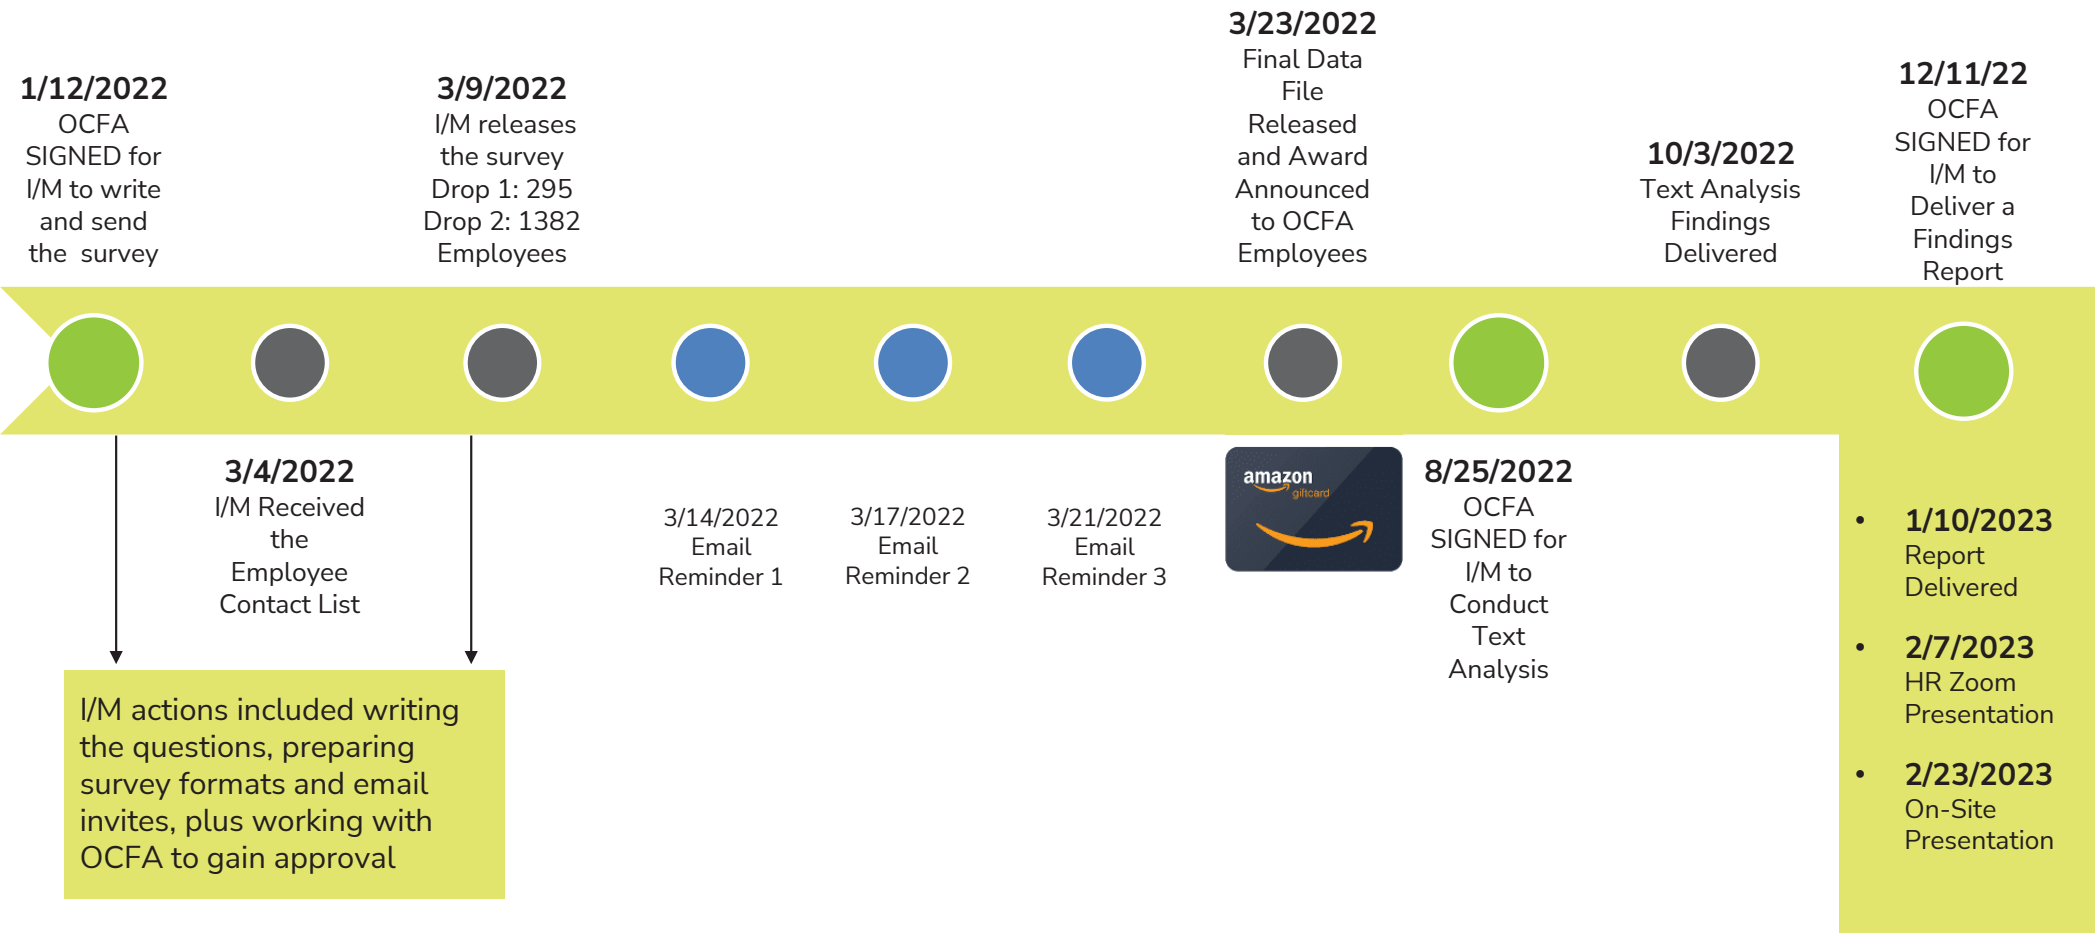 1/12/2022
OCFA
SIGNED for
I/M to write
and send
the survey
3/9/2022
I/M releases
the survey
Drop 1: 295
Drop 2: 1382
Employees
3/23/2022
Final Data
File
Released
and Award
Announced
to OCFA
Employees
10/3/2022
Text Analysis
Findings
Delivered
12/11/22
OCFA
SIGNED for
I/M to
Deliver a
Findings
Report
3/4/2022
I/M Received
the
Employee
Contact List
3/14/2022
Email
Reminder 1
3/17/2022
Email
Reminder 2
3/21/2022
Email
Reminder 3
amazon
giftcard
8/25/2022
OCFA
SIGNED for
I/M to
Conduct
Text
Analysis
• 1/10/2023
Report
Delivered
• 2/7/2023
HR Zoom
Presentation
• 2/23/2023
On-Site
Presentation
I/M actions included writing
the questions, preparing
survey formats and email
invites, plus working with
OCFA to gain approval